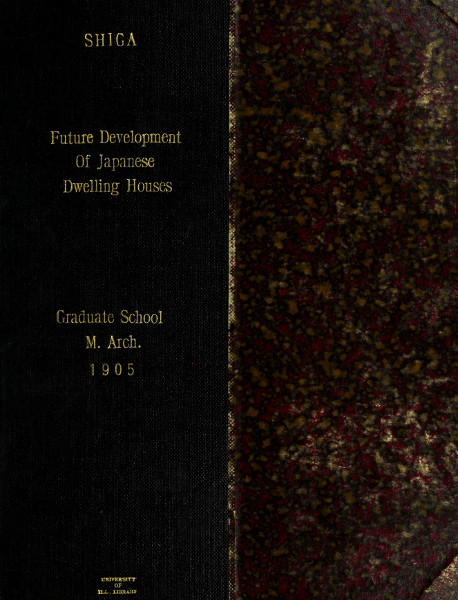 SHIGA
Future Development
Of Japanese
Dwelling Houses
Graduate School
M. Arch.
1905
UNIVERSITY
OF
ILL. LIBRARY